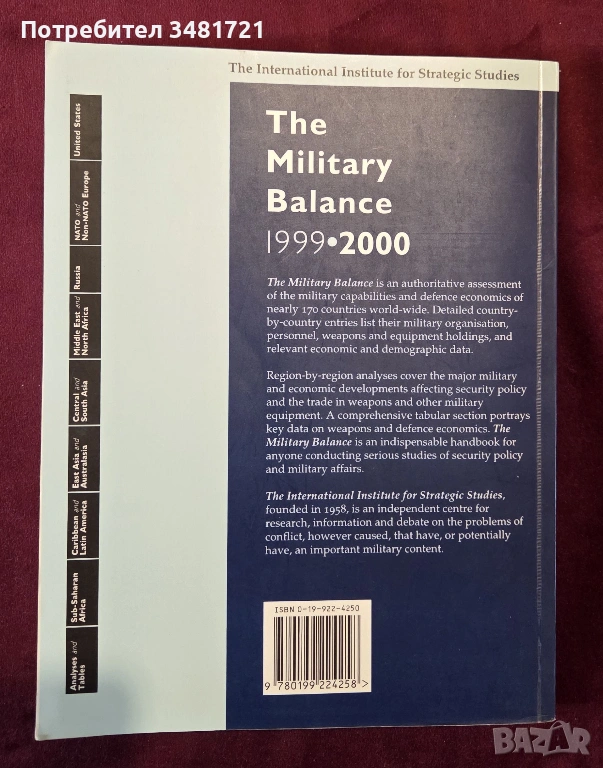 Потребител 3481721
The International Institute for Strategic Studies
The
Military
Balance
1999•2000
The Military Balance is an authoritative assessment
of the military capabilities and defence economics of
nearly 170 countries world-wide. Detailed country-
by-country entries list their military organisation,
personnel, weapons and equipment holdings, and
relevant economic and demographic data.
Region-by-region analyses cover the major military
and economic developments affecting security policy
and the trade in weapons and other military
equipment. A comprehensive tabular section portrays
key data on weapons and defence economics. The
Military Balance is an indispensable handbook for
anyone conducting serious studies of security policy
and military affairs.
The International Institute for Strategic Studies,
founded in 1958, is an independent centre for
research, information and debate on the problems of
conflict, however caused, that have, or potentially
have, an important military content.
ISBN 0-19-922-4250
9 780199 224258 >
United States
NATO and
Non-NATO Europe
Russia
Middle East and
North Africa
Central and
South Asia
East Asia and
Australasia
Caribbean and
Latin America
Sub-Saharan
Africa
Analyses and
Tables
BAZAR